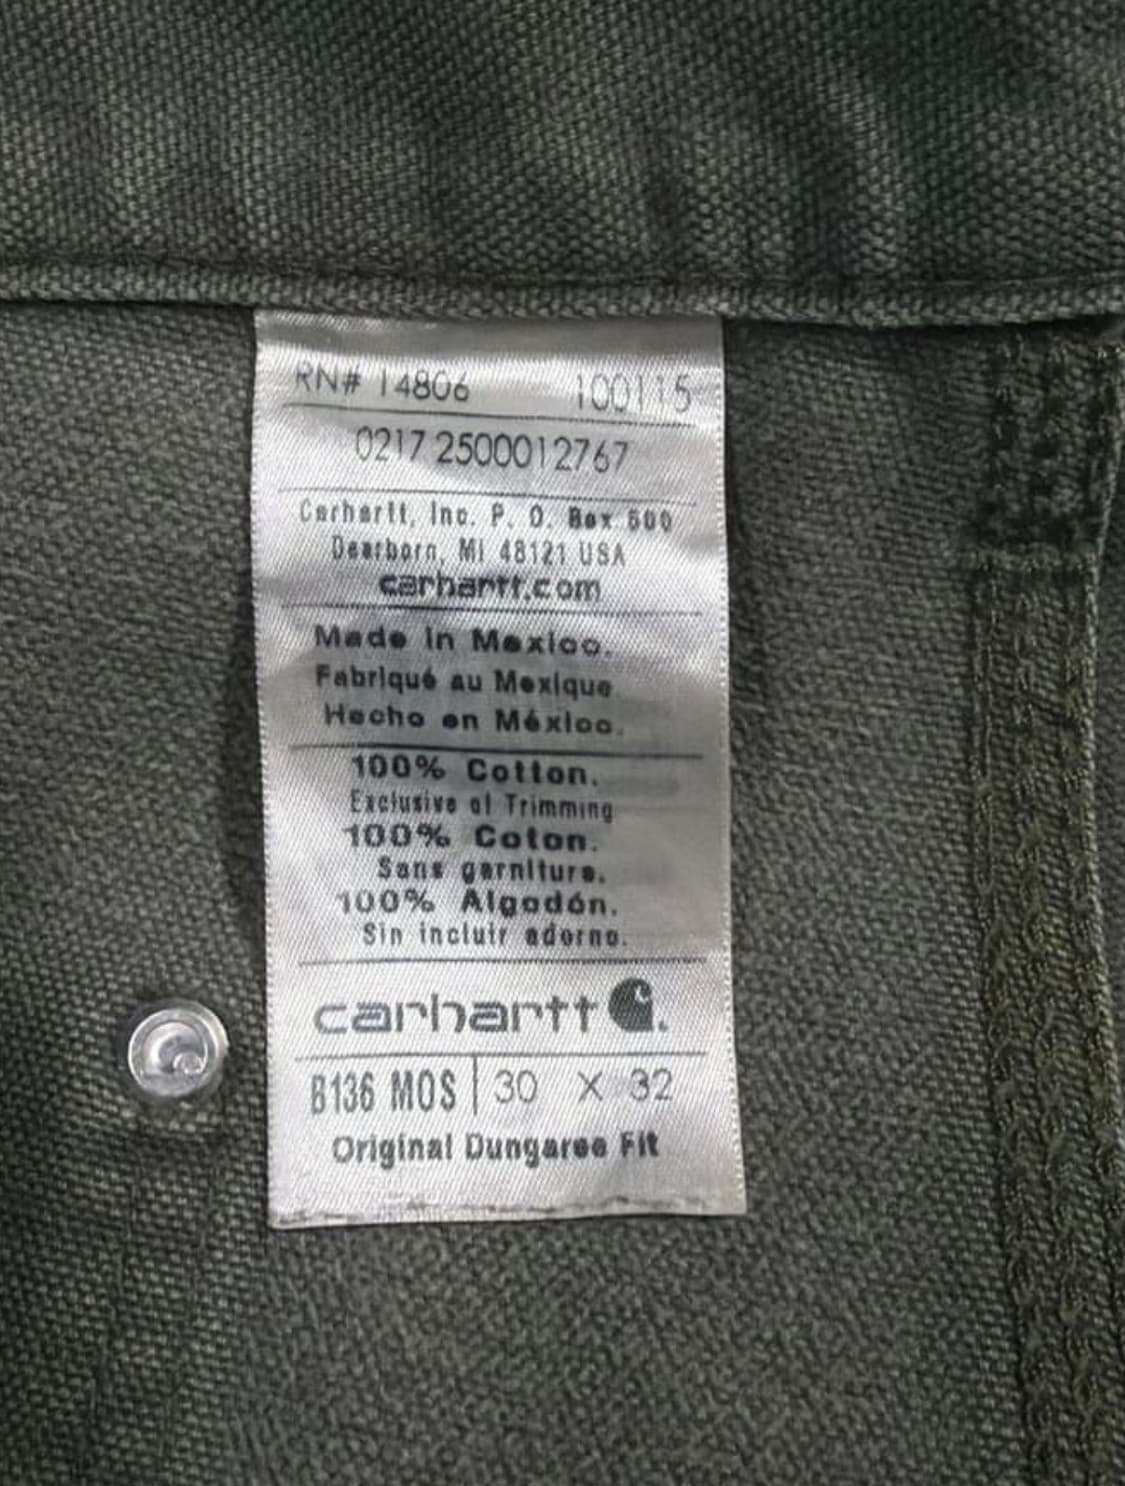 RN# 14806 100115
0217 2500012767
Carhartt, Inc. P. O. Box 600
Dearborn, MI 48121 USA
carhartt.com
Made in Mexico.
Fabriqué au Mexique
Hecho en México.
100% Cotton.
Exclusive of Trimming
100% Coton.
Sans garniture.
100% Algodón.
Sin incluir adorno.
carhartt
B136 MOS 30 X 32
Original Dungaree Fit